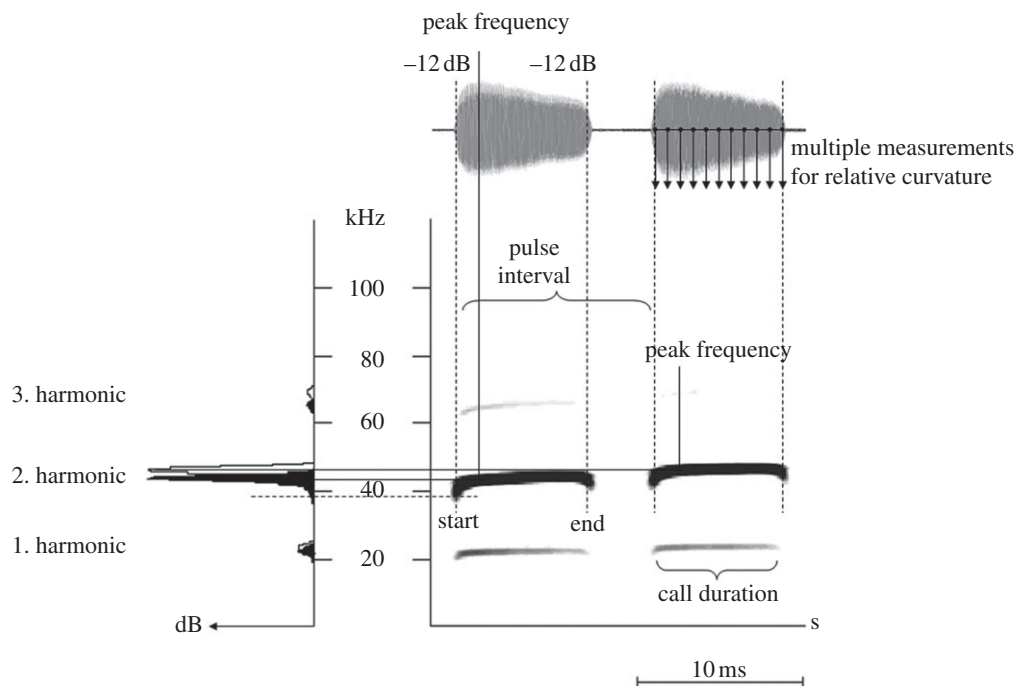 peak frequency
–12 dB
–12 dB
multiple measurements
for relative curvature
kHz
pulse
interval
100
80
peak frequency
3. harmonic
60
2. harmonic
40
start
end
1. harmonic
20
call duration
dB
s
10 ms